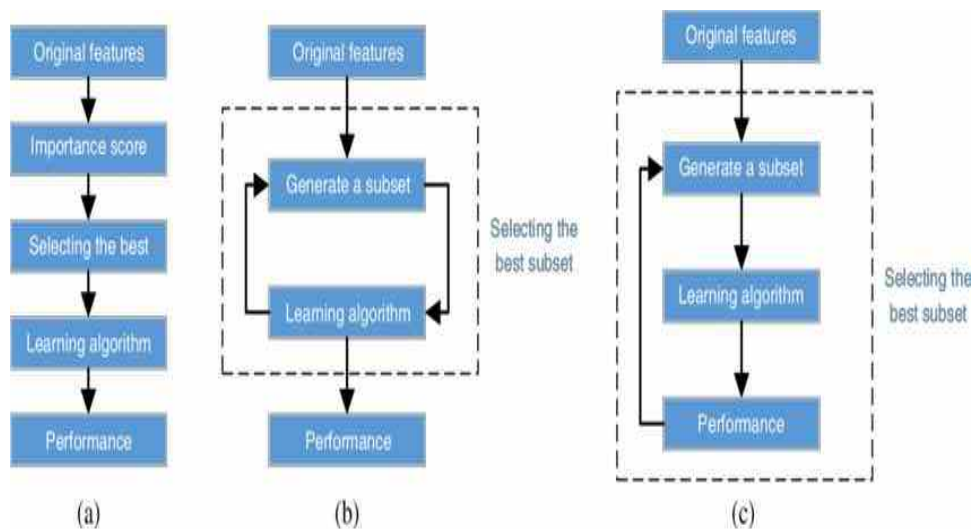 Original features
Importance score
Selecting the best
Learning algorithm
Performance
(a)
Original features
Generate a subset
Learning algorithm
Selecting the
best subset
Performance
(b)
Original features
Generate a subset
Learning algorithm
Performance
Selecting the
best subset
(c)